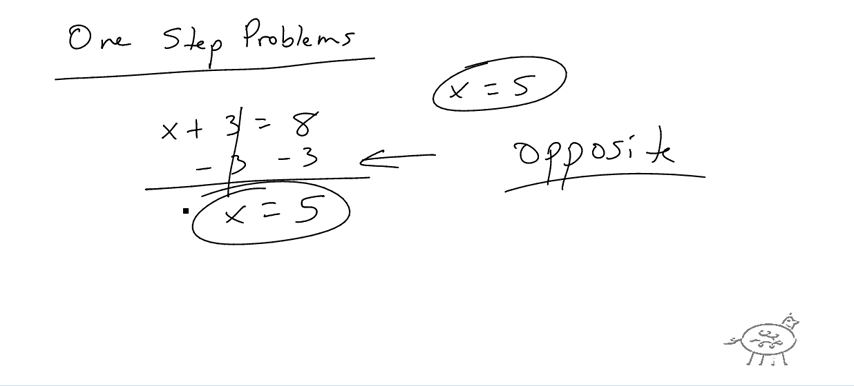 One Step Problems
x = 5
x + 3 = 8
- 3 - 3
opposite
x = 5